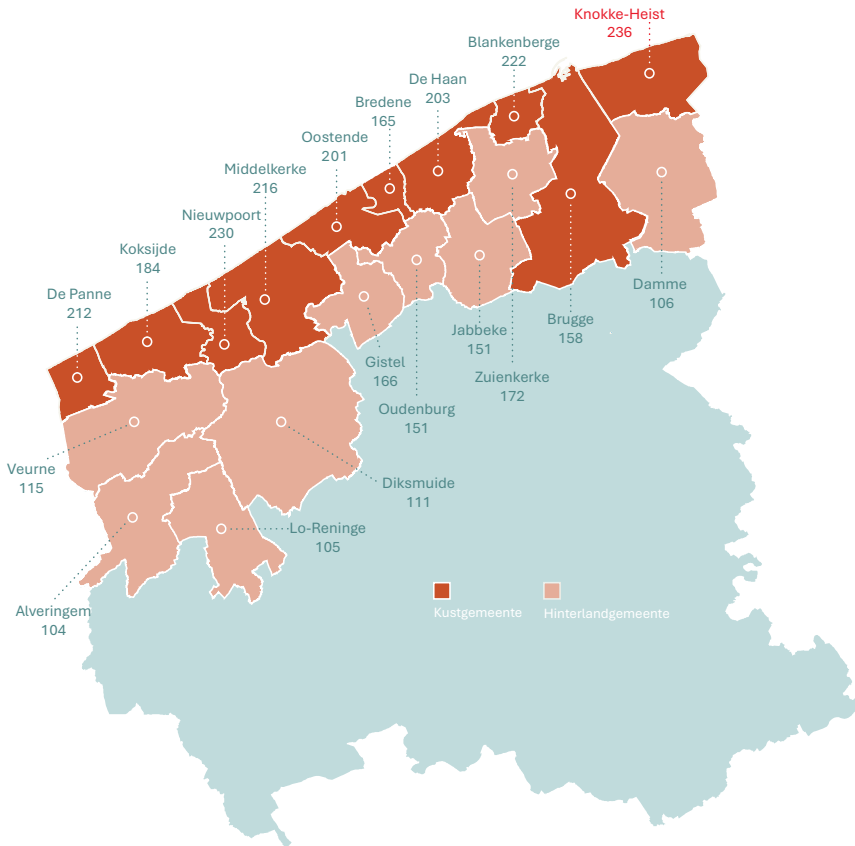 Knokke-Heist
236
Blankenberge
222
De Haan
203
Bredene
165
Oostende
201
Middelkerke
216
Nieuwpoort
230
Koksijde
184
De Panne
212
Damme
106
Brugge
158
Jabbeke
151
Zuienkerke
172
Gistel
166
Oudenburg
151
Veurne
115
Diksmuide
111
Lo-Reninge
105
Alveringem
104
Kustgemeente
Hinterlandgemeente